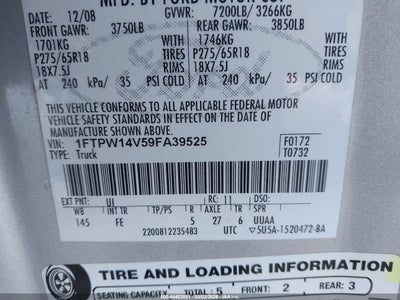 MFD. BY FORD MOTOR CO.
DATE: 12/08 GVWR: 7200LB/ 3266KG
FRONT GAWR: 3750LB REAR GAWR: 3850LB
1701KG 1746KG
P275/65R18 TIRES P275/65R18 TIRES
18X7.5J RIMS 18X7.5J RIMS
AT 240 kPa/ 35 PSI COLD AT 240 kPa/ 35 PSI COLD
THIS VEHICLE CONFORMS TO ALL APPLICABLE FEDERAL MOTOR
VEHICLE SAFETY STANDARDS IN EFFECT ON THE DATE OF
MANUFACTURE SHOWN ABOVE.
VIN: 1FTPW14V59FA39525 F0172
TYPE: Truck T0732
EXT PNT: UI RC: 11 DSO:
WB INT TR TP/PS R AXLE TR SPR
145 FE 5 27 6 UUAA
2200812235483 UTC 5U5A-1520472-BA
TIRE AND LOADING INFORMATION
SEATING CAPACITY TOTAL: 5 FRONT: 2 REAR: 3